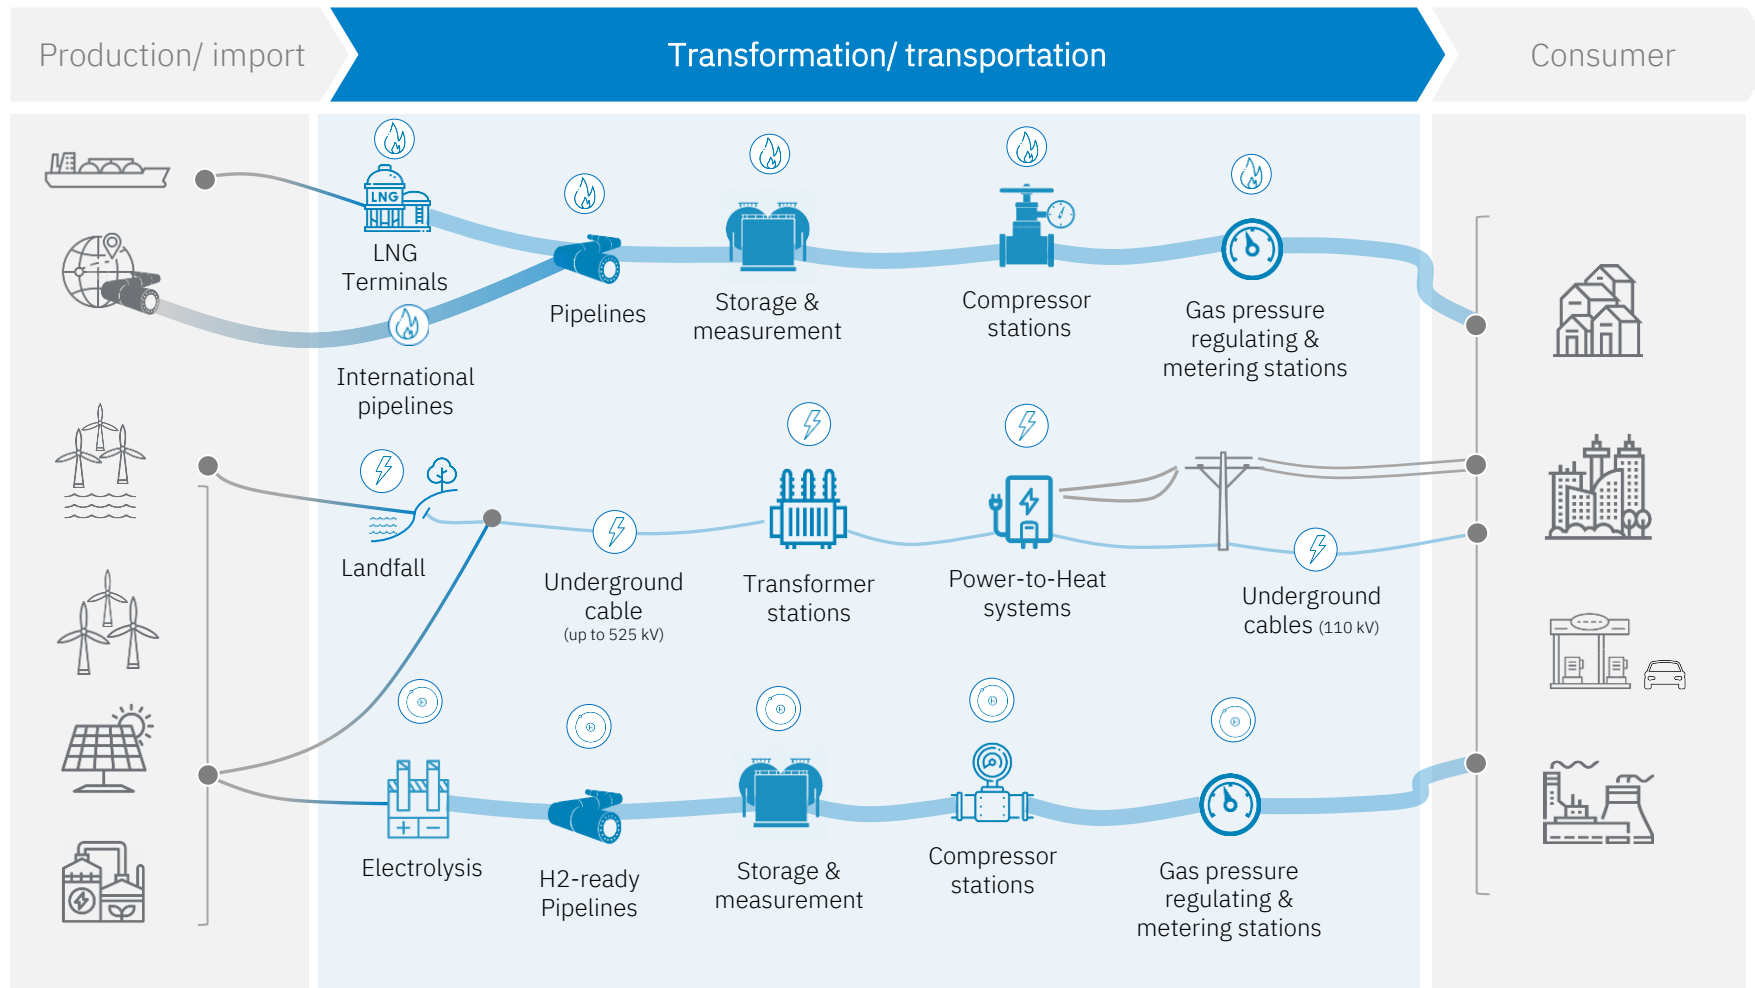 Production/ import
Transformation/ transportation
Consumer
LNG
LNG
Terminals
Pipelines
Storage &
measurement
Compressor
stations
Gas pressure
regulating &
metering stations
International
pipelines
Landfall
Underground
cable
(up to 525 kV)
Transformer
stations
Power-to-Heat
systems
Underground
cables (110 kV)
Electrolysis
H2-ready
Pipelines
Storage &
measurement
Compressor
stations
Gas pressure
regulating &
metering stations